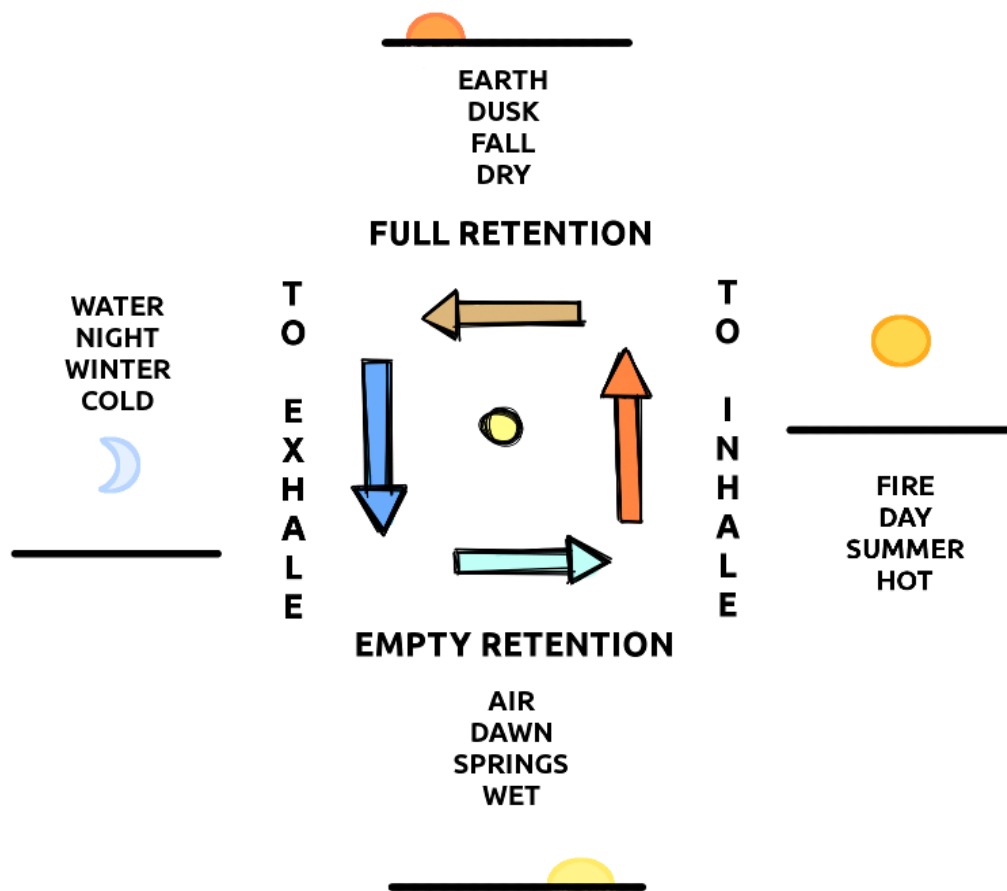 EARTH
DUSK
FALL
DRY
FULL RETENTION
WATER
NIGHT
WINTER
COLD
TO EXHALE
TO INHALE
FIRE
DAY
SUMMER
HOT
EMPTY RETENTION
AIR
DAWN
SPRINGS
WET